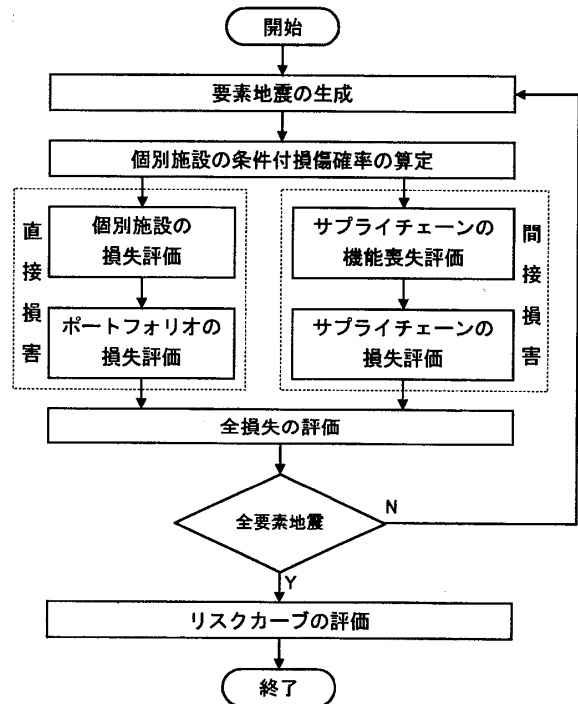 開始
要素地震の生成
個別施設の条件付損傷確率の算定
直接損害
個別施設の
損失評価
ポートフォリオの
損失評価
サプライチェーンの
機能喪失評価
サプライチェーンの
損失評価
間接損害
全損失の評価
全要素地震
N
Y
リスクカーブの評価
終了